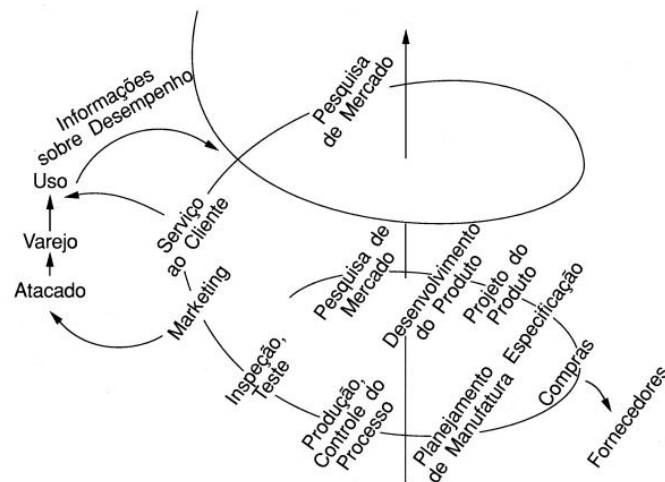 Informações
sobre Desempenho
Uso
Varejo
Atacado
Pesquisa
de Mercado
Serviço
ao Cliente
Marketing
Pesquisa de
Mercado
Desenvolvimento
do Produto
Projeto do
Produto
Especificação
Compras
Fornecedores
Planejamento
de Manufatura
Produção,
Controle do
Processo
Inspeção,
Teste